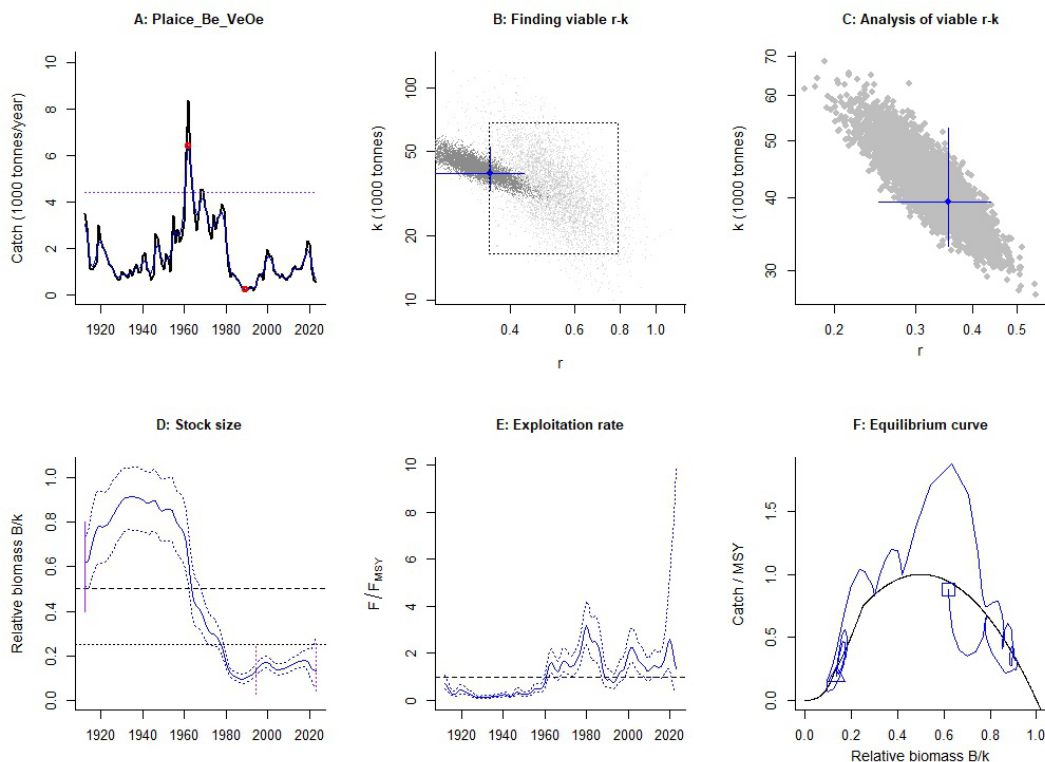 A: Plaice_Be_VeOe
Catch (1000 tonnes/year)
10
8
6
4
2
0
1920 1940 1960 1980 2000 2020
B: Finding viable r-k
k (1000 tonnes)
100
50
20
10
0.4 0.6 0.8 1.0
r
C: Analysis of viable r-k
k (1000 tonnes)
70
60
50
40
30
0.2 0.3 0.4 0.5
r
D: Stock size
Relative biomass B/k
1.0
0.8
0.6
0.4
0.2
0.0
1920 1940 1960 1980 2000 2020
E: Exploitation rate
F / FMSY
10
8
6
4
2
0
1920 1940 1960 1980 2000 2020
F: Equilibrium curve
Catch / MSY
1.5
1.0
0.5
0.0
0.0 0.2 0.4 0.6 0.8 1.0
Relative biomass B/k